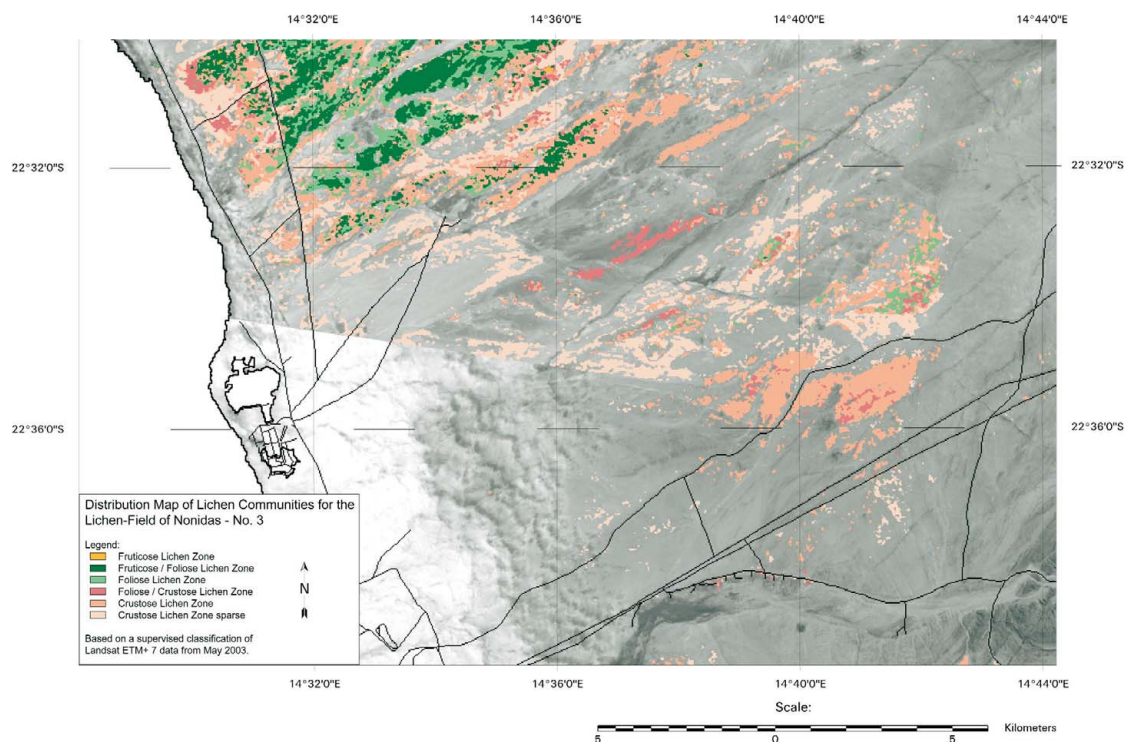 14°32'0"E 14°36'0"E 14°40'0"E 14°44'0"E
22°32'0"S 22°32'0"S
22°36'0"S 22°36'0"S
Distribution Map of Lichen Communities for the
Lichen-Field of Nonidas - No. 3
Legend:
Fruticose Lichen Zone
Fruticose / Foliose Lichen Zone
Foliose Lichen Zone
Foliose / Crustose Lichen Zone
Crustose Lichen Zone
Crustose Lichen Zone sparse
N
Based on a supervised classification of
Landsat ETM+ 7 data from May 2003.
14°32'0"E 14°36'0"E 14°40'0"E 14°44'0"E
Scale:
Kilometers
5 0 5